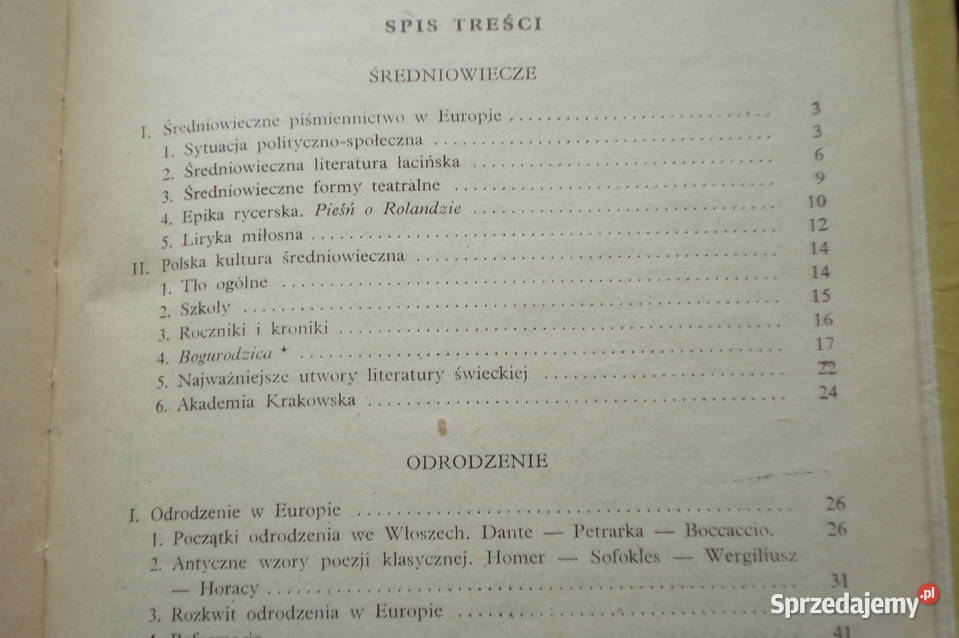 SPIS TREŚCI
ŚREDNIOWIECZE
I. Średniowieczne piśmiennictwo w Europie ........................... 3
1. Sytuacja polityczno-społeczna ........................... 3
2. Średniowieczna literatura łacińska ........................... 6
3. Średniowieczne formy teatralne ........................... 9
4. Epika rycerska. Pieśń o Rolandzie ........................... 10
5. Liryka miłosna ........................... 12
II. Polska kultura średniowieczna ........................... 14
1. Tło ogólne ........................... 14
2. Szkoły ........................... 15
3. Roczniki i kroniki ........................... 16
4. Bogurodzica * ........................... 17
5. Najważniejsze utwory literatury świeckiej ........................... 22
6. Akademia Krakowska ........................... 24
ODRODZENIE
I. Odrodzenie w Europie ........................... 26
1. Początki odrodzenia we Włoszech. Dante — Petrarka — Boccaccio. 26
2. Antyczne wzory poezji klasycznej. Homer — Sofokles — Wergiliusz
— Horacy ........................... 31
3. Rozkwit odrodzenia w Europie ...........................
4. Reformacja 41
Sprzedajemy.pl